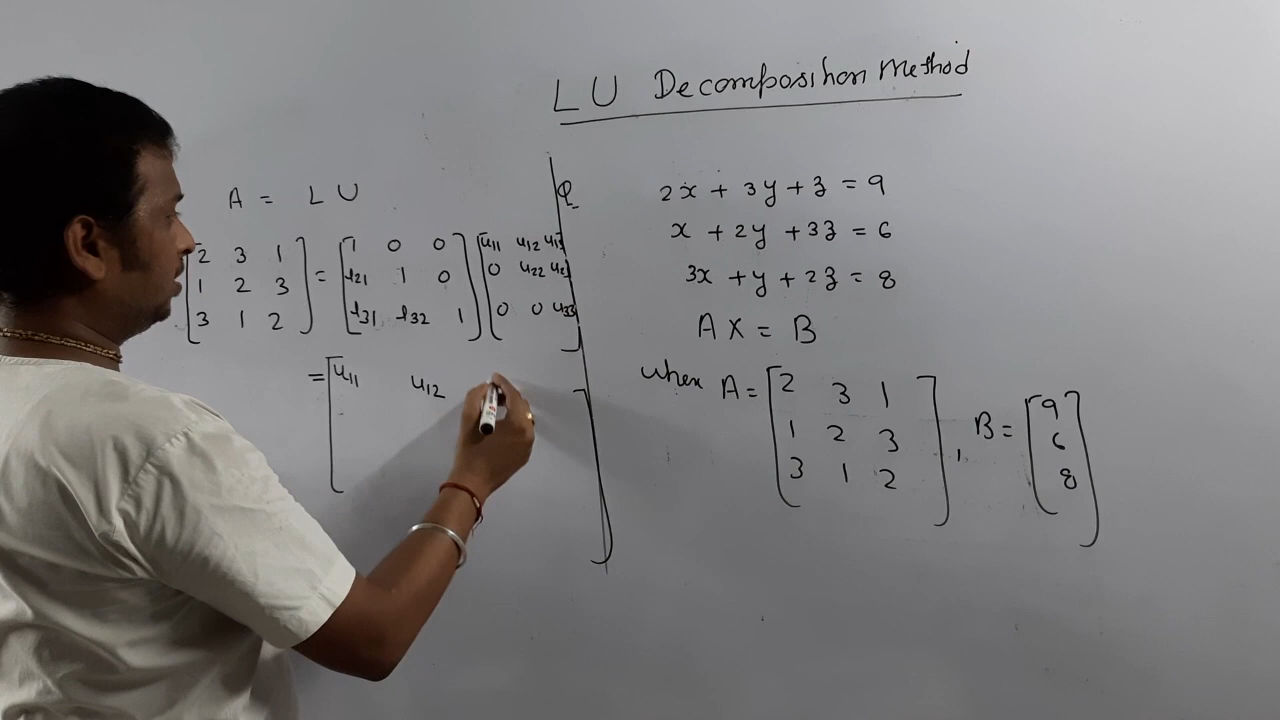 LU Decomposition Method
A = LU
[2 3 1
1 2 3
3 1 2] = [1 0 0
l21 1 0
l31 l32 1] [u11 u12 u13
0 u22 u23
0 0 u33]
= [u11 u12
Q
2x + 3y + z = 9
x + 2y + 3z = 6
3x + y + 2z = 8
AX = B
when A = [2 3 1
1 2 3
3 1 2], B = [9
6
8]